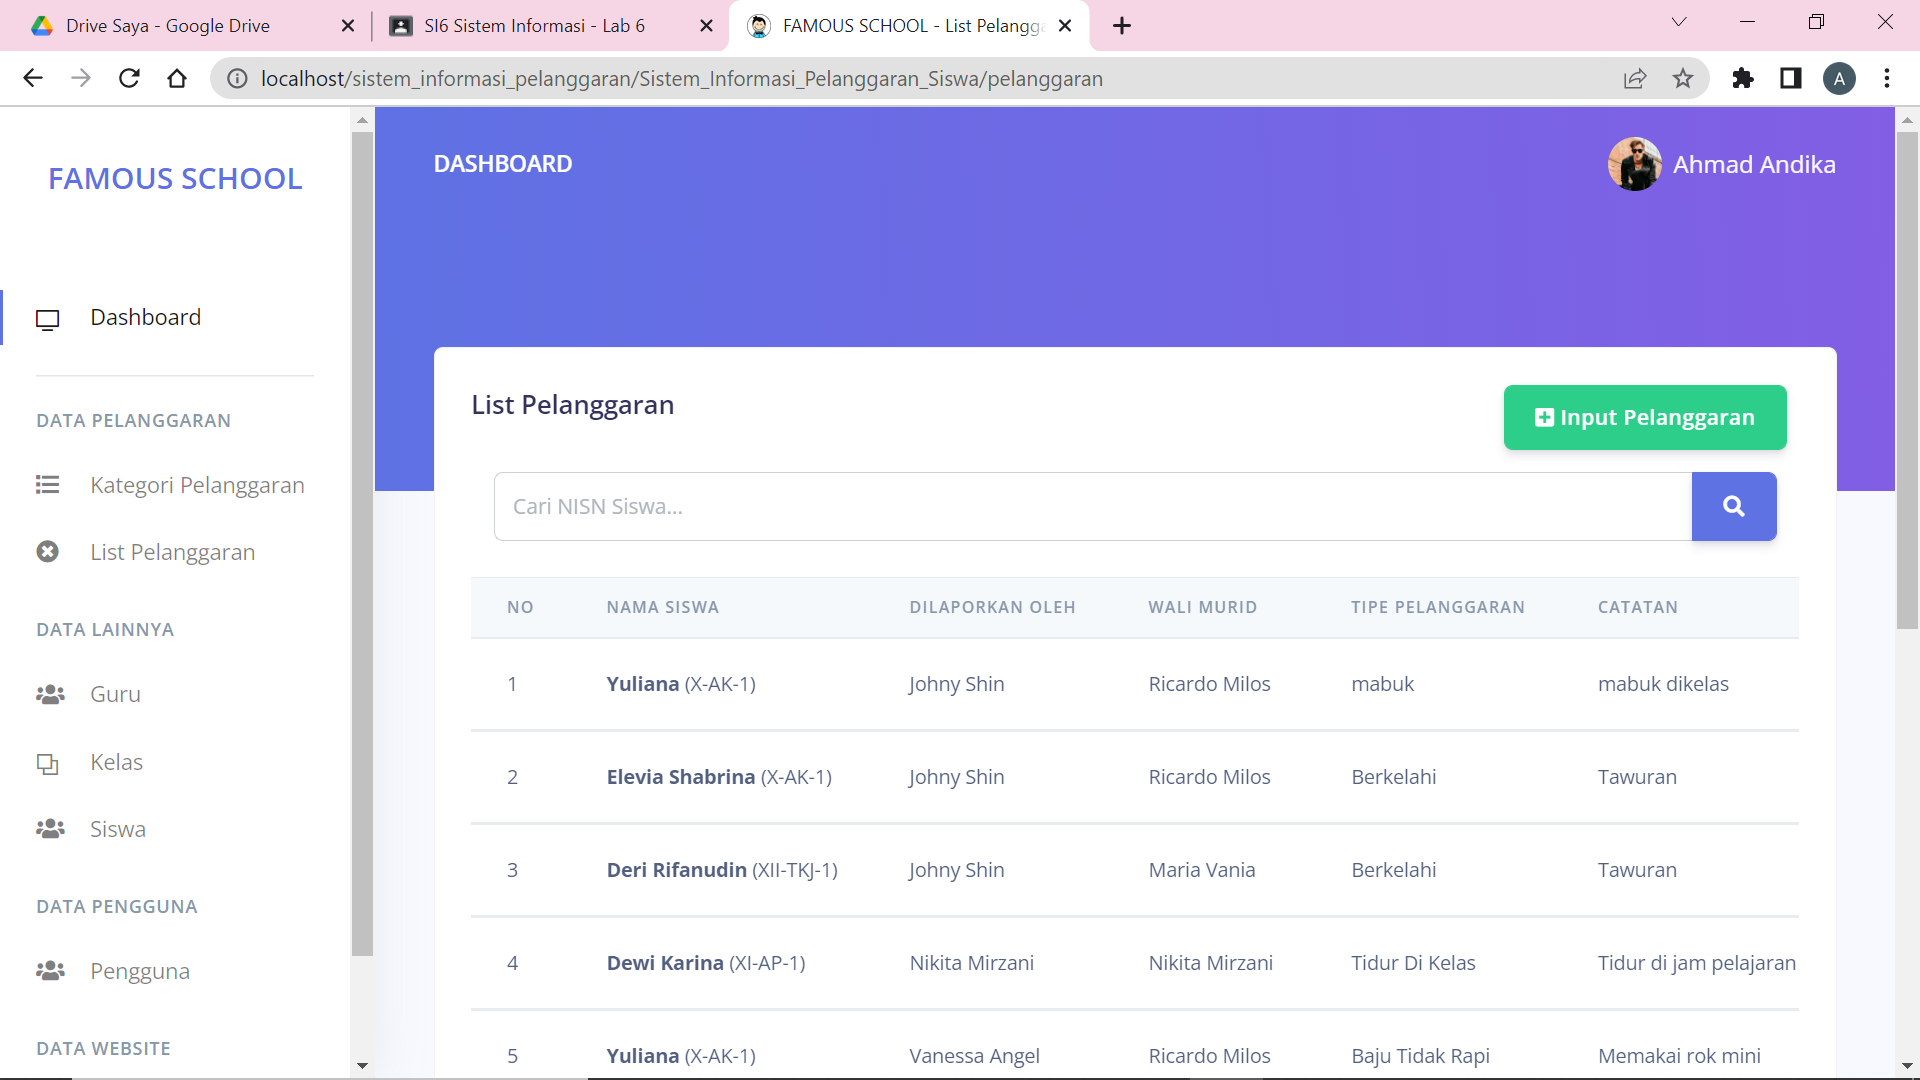 Drive Saya - Google Drive
SI6 Sistem Informasi - Lab 6
FAMOUS SCHOOL - List Pelangga
localhost/sistem_informasi_pelanggaran/Sistem_Informasi_Pelanggaran_Siswa/pelanggaran
A
FAMOUS SCHOOL
Dashboard
DATA PELANGGARAN
Kategori Pelanggaran
List Pelanggaran
DATA LAINNYA
Guru
Kelas
Siswa
DATA PENGGUNA
Pengguna
DATA WEBSITE
DASHBOARD
Ahmad Andika
List Pelanggaran
Input Pelanggaran
Cari NISN Siswa...
NO NAMA SISWA DILAPORKAN OLEH WALI MURID TIPE PELANGGARAN CATATAN
1 Yuliana (X-AK-1) Johny Shin Ricardo Milos mabuk mabuk dikelas
2 Elevia Shabrina (X-AK-1) Johny Shin Ricardo Milos Berkelahi Tawuran
3 Deri Rifanudin (XII-TKJ-1) Johny Shin Maria Vania Berkelahi Tawuran
4 Dewi Karina (XI-AP-1) Nikita Mirzani Nikita Mirzani Tidur Di Kelas Tidur di jam pelajaran
5 Yuliana (X-AK-1) Vanessa Angel Ricardo Milos Baju Tidak Rapi Memakai rok mini